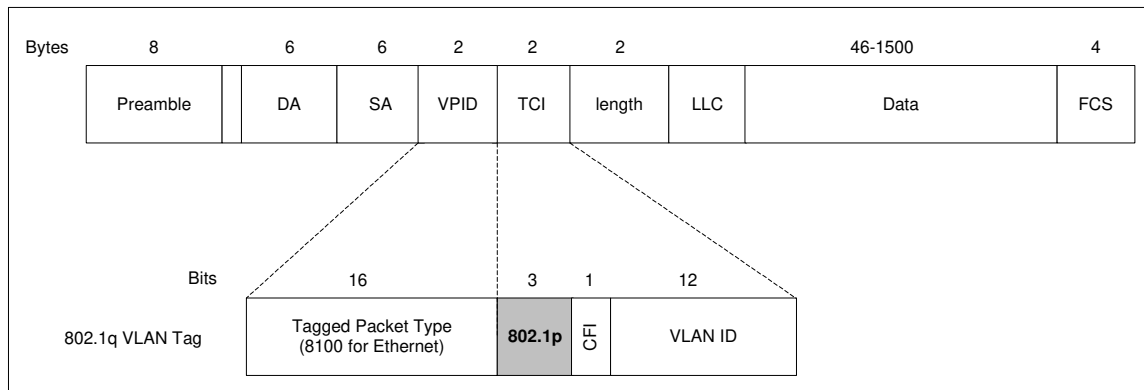 Bytes 8 6 6 2 2 2 46-1500 4
Preamble DA SA VPID TCI length LLC Data FCS
Bits 16 3 1 12
802.1q VLAN Tag
Tagged Packet Type
(8100 for Ethernet)
802.1p
CFI
VLAN ID